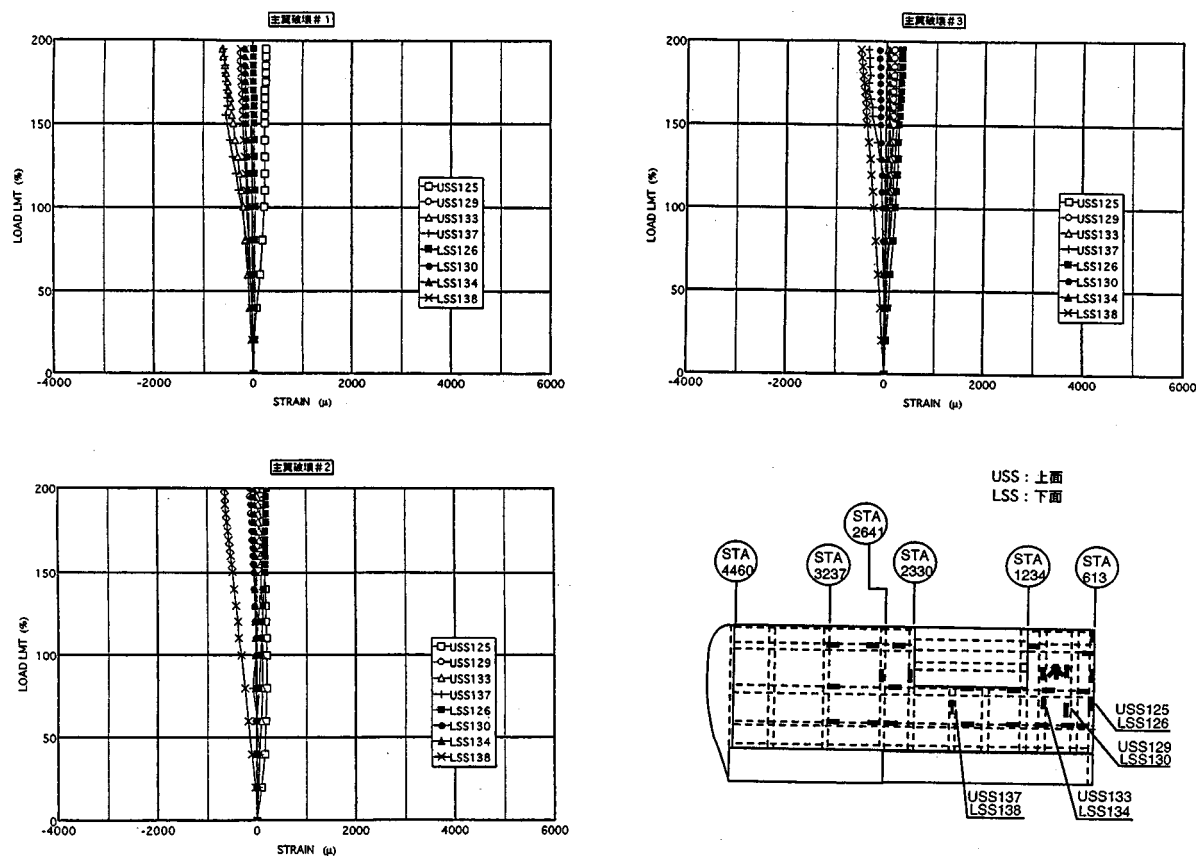 主翼破壊#1
200
150
100
50
0
LOAD LMT (%)
-4000
-2000
0
2000
4000
6000
STRAIN (μ)
USS125
USS129
USS133
USS137
LSS126
LSS130
LSS134
LSS138
主翼破壊#3
200
150
100
50
0
LOAD LMT (%)
-4000
-2000
0
2000
4000
6000
STRAIN (μ)
USS125
USS129
USS133
USS137
LSS126
LSS130
LSS134
LSS138
主翼破壊#2
200
150
100
50
0
LOAD LMT (%)
-4000
-2000
0
2000
4000
6000
STRAIN (μ)
USS125
USS129
USS133
USS137
LSS126
LSS130
LSS134
LSS138
USS : 上面
LSS : 下面
STA
4460
STA
3237
STA
2641
STA
2330
STA
1234
STA
613
USS125
LSS126
USS129
LSS130
USS133
LSS134
USS137
LSS138